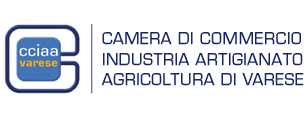 cciaa
varese
CAMERA DI COMMERCIO
INDUSTRIA ARTIGIANATO
AGRICOLTURA DI VARESE